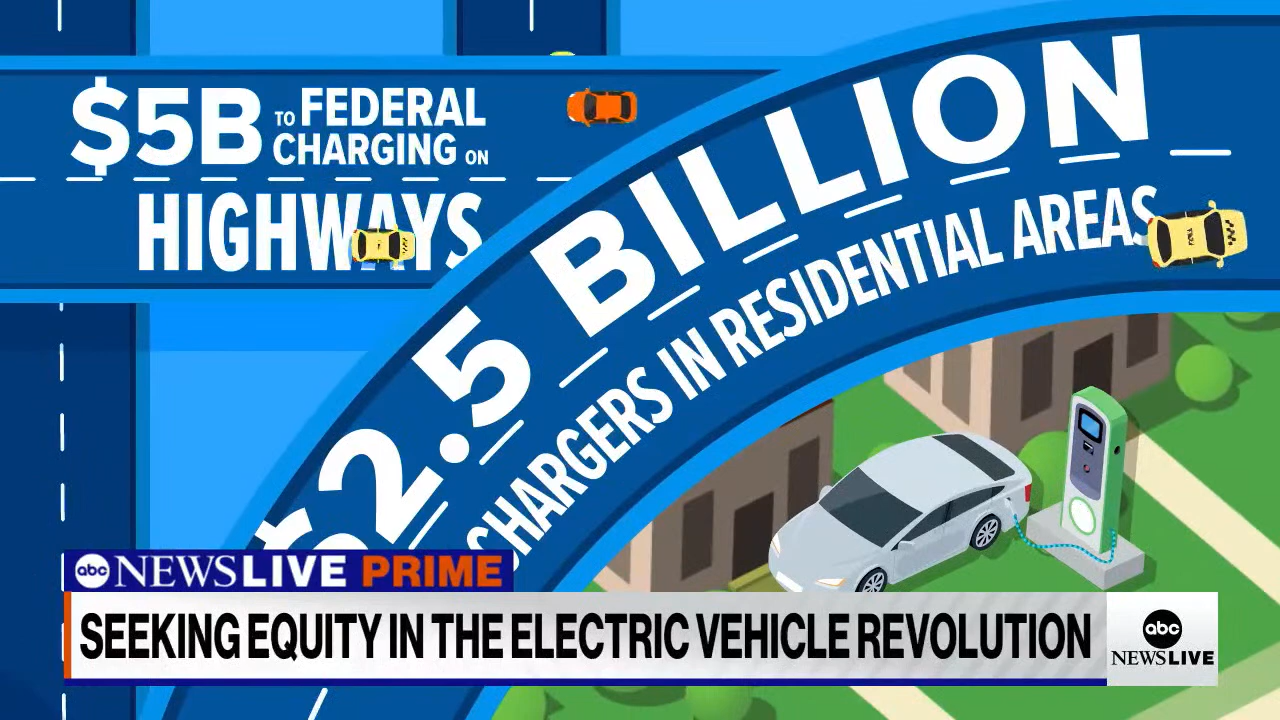 $5B TO FEDERAL
CHARGING ON
HIGHWAYS
$2.5 BILLION
CHARGERS IN RESIDENTIAL AREAS
TAXI
abc NEWS LIVE PRIME
SEEKING EQUITY IN THE ELECTRIC VEHICLE REVOLUTION
abc
NEWS LIVE